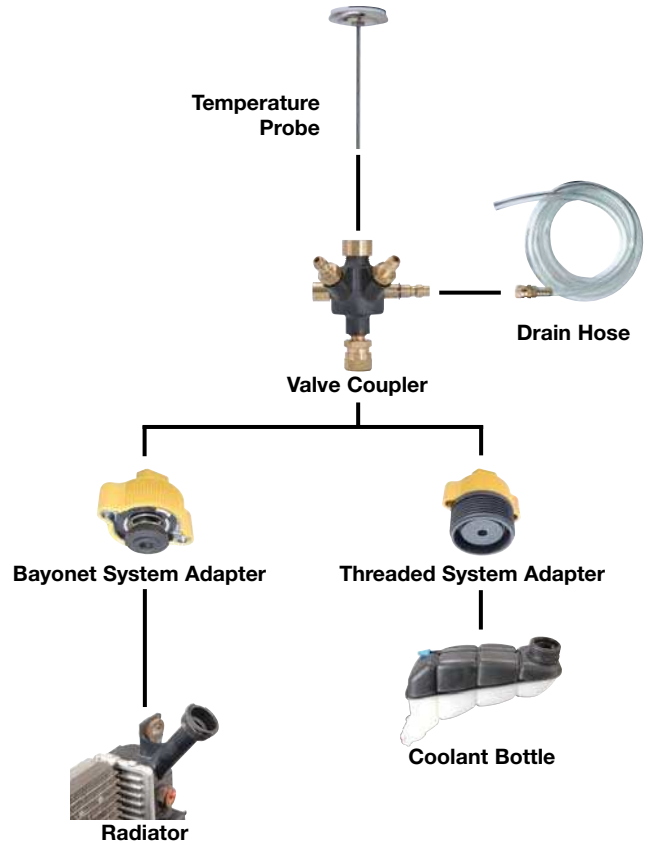 Temperature
Probe
Drain Hose
Valve Coupler
Bayonet System Adapter
Threaded System Adapter
Coolant Bottle
Radiator